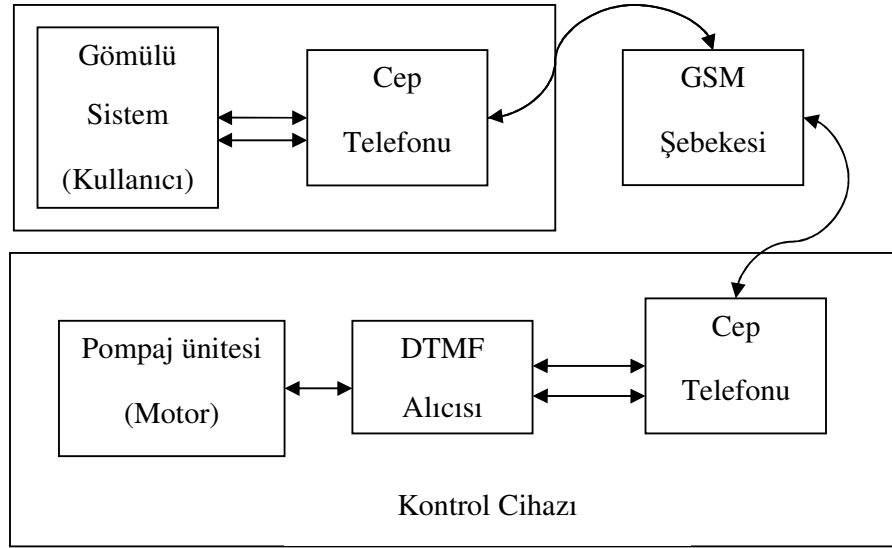 Gömülü
Sistem
(Kullanıcı)
Cep
Telefonu
GSM
Şebekesi
Pompaj ünitesi
(Motor)
DTMF
Alıcısı
Cep
Telefonu
Kontrol Cihazı